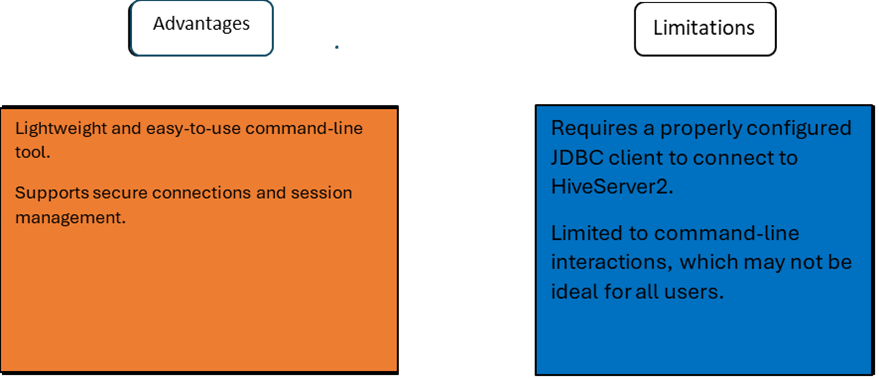 Advantages
Limitations
Lightweight and easy-to-use command-line
tool.
Supports secure connections and session
management.
Requires a properly configured
JDBC client to connect to
HiveServer2.
Limited to command-line
interactions, which may not be
ideal for all users.